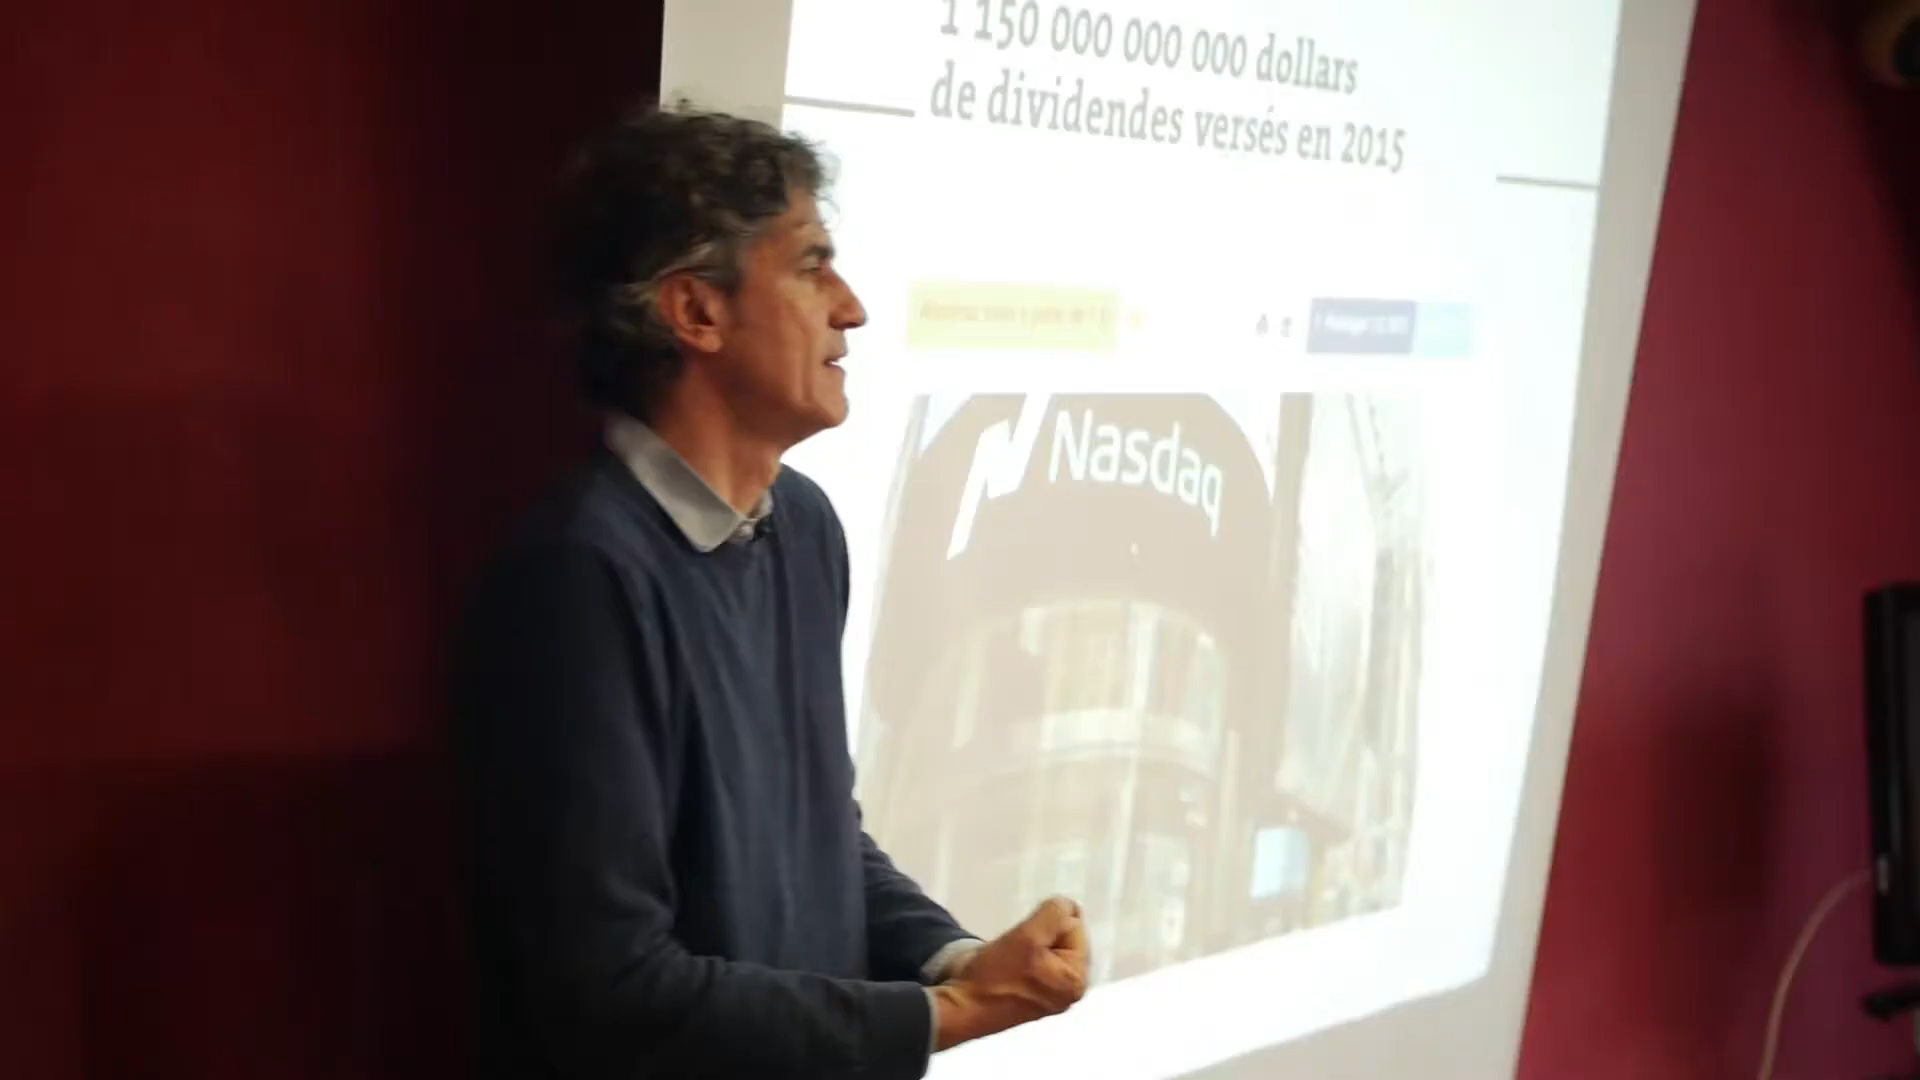 1 150 000 000 000 dollars
de dividendes versés en 2015
Nasdaq